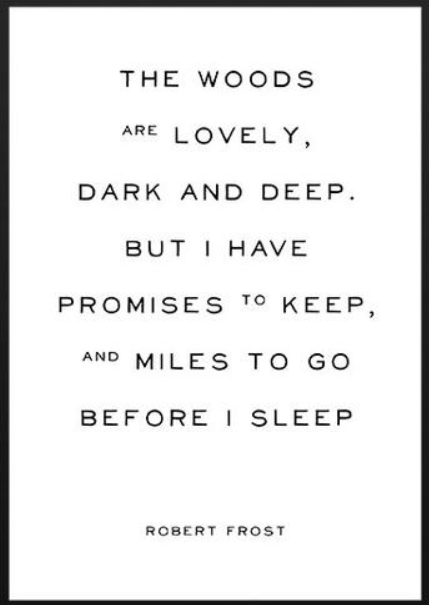 THE WOODS
ARE LOVELY,
DARK AND DEEP.
BUT I HAVE
PROMISES TO KEEP,
AND MILES TO GO
BEFORE I SLEEP
ROBERT FROST